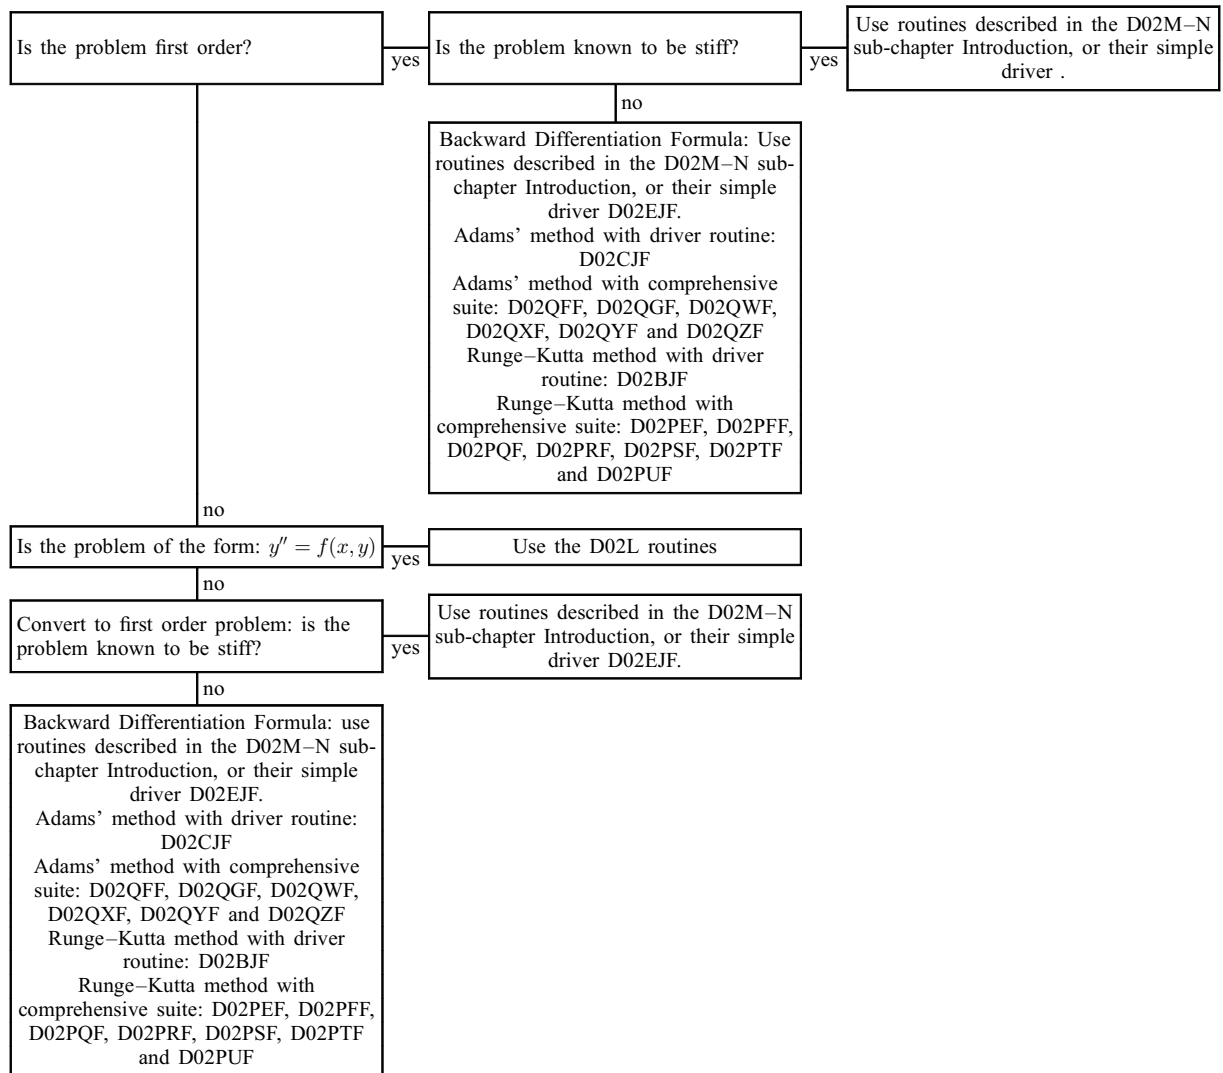 Is the problem first order?
yes
Is the problem known to be stiff?
yes
Use routines described in the D02M–N
sub-chapter Introduction, or their simple
driver .
no
Backward Differentiation Formula: Use
routines described in the D02M–N sub-
chapter Introduction, or their simple
driver D02EJF.
Adams’ method with driver routine:
D02CJF
Adams’ method with comprehensive
suite: D02QFF, D02QGF, D02QWF,
D02QXF, D02QYF and D02QZF
Runge–Kutta method with driver
routine: D02BJF
Runge–Kutta method with
comprehensive suite: D02PEF, D02PFF,
D02PQF, D02PRF, D02PSF, D02PTF
and D02PUF
no
Is the problem of the form: y″ = f(x, y)
yes
Use the D02L routines
no
Convert to first order problem: is the
problem known to be stiff?
yes
Use routines described in the D02M–N
sub-chapter Introduction, or their simple
driver D02EJF.
no
Backward Differentiation Formula: use
routines described in the D02M–N sub-
chapter Introduction, or their simple
driver D02EJF.
Adams’ method with driver routine:
D02CJF
Adams’ method with comprehensive
suite: D02QFF, D02QGF, D02QWF,
D02QXF, D02QYF and D02QZF
Runge–Kutta method with driver
routine: D02BJF
Runge–Kutta method with
comprehensive suite: D02PEF, D02PFF,
D02PQF, D02PRF, D02PSF, D02PTF
and D02PUF